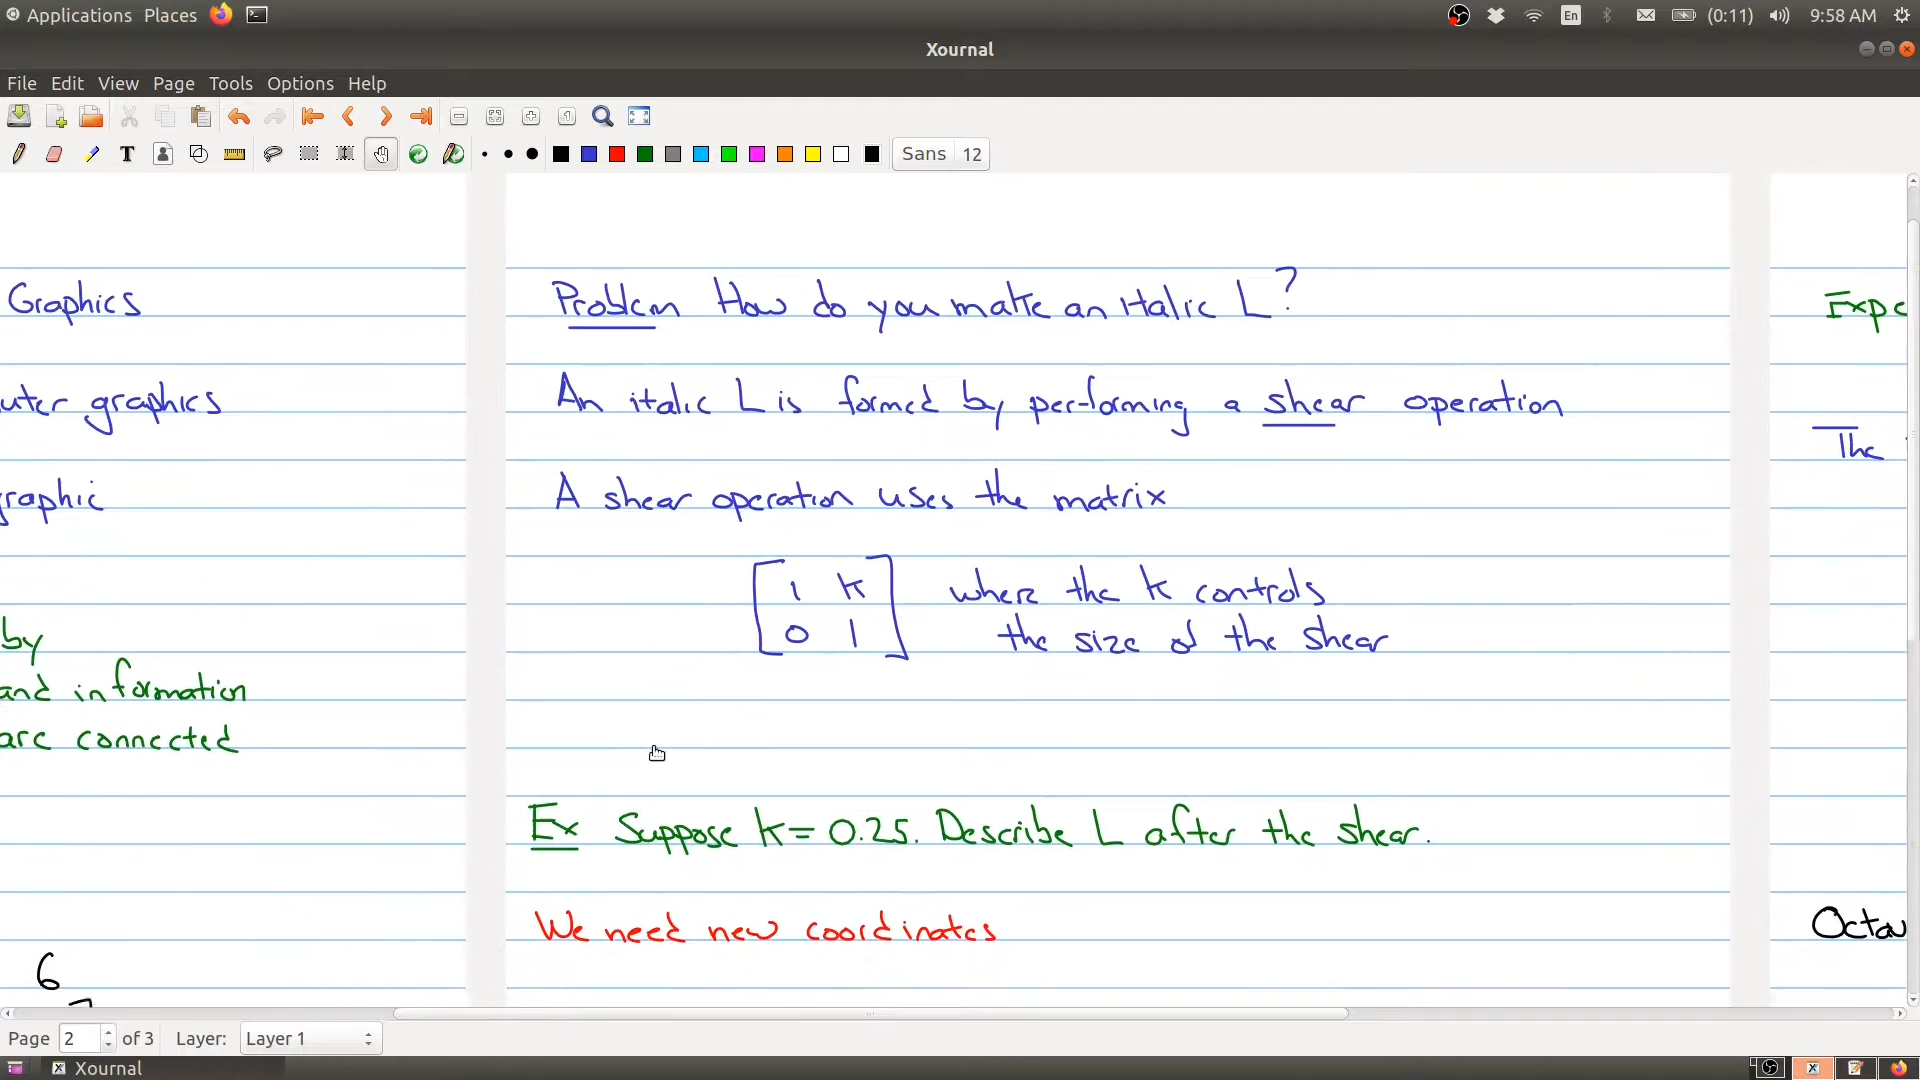 Applications Places En (0:11) 9:58 AM
Xournal
File Edit View Page Tools Options Help
Sans 12
Graphics
uter graphics
graphic
by
and information
are connected
6
Problem How do you make an italic L?
An italic L is formed by performing a shear operation
A shear operation uses the matrix
1 k where the k controls
0 1 the size of the shear
Ex Suppose k = 0.25. Describe L after the shear.
We need new coordinates
Expe
The
Octav
Page 2 of 3 Layer: Layer 1
Xournal